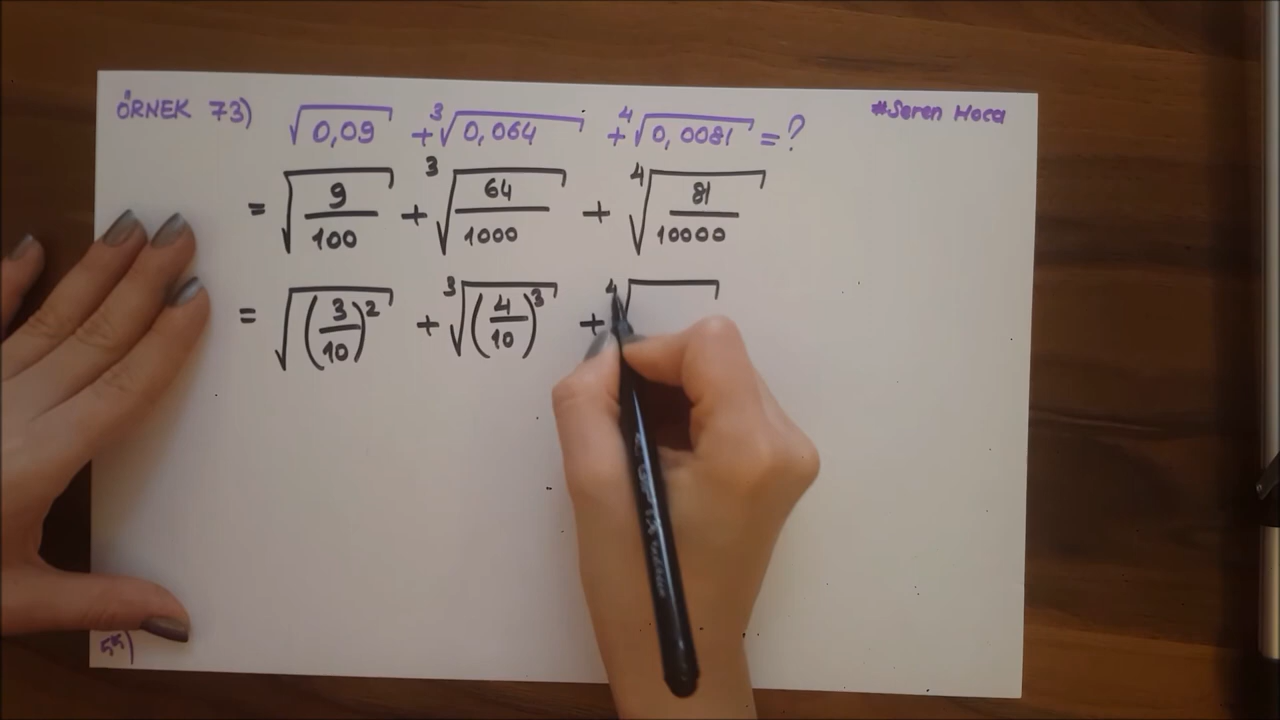 ÖRNEK 73) √0,09 + ³√0,064 + ⁴√0,0081 = ?
#Seren Hoca
= √(9/100) + ³√(64/1000) + ⁴√(81/10000)
= √(3/10)² + ³√(4/10)³ + ⁴√
55)